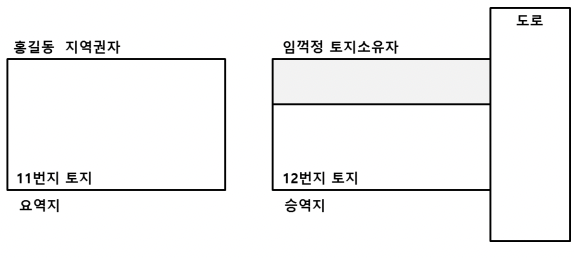 도로
홍길동 지역권자
임꺽정 토지소유자
11번지 토지
12번지 토지
요역지
승역지